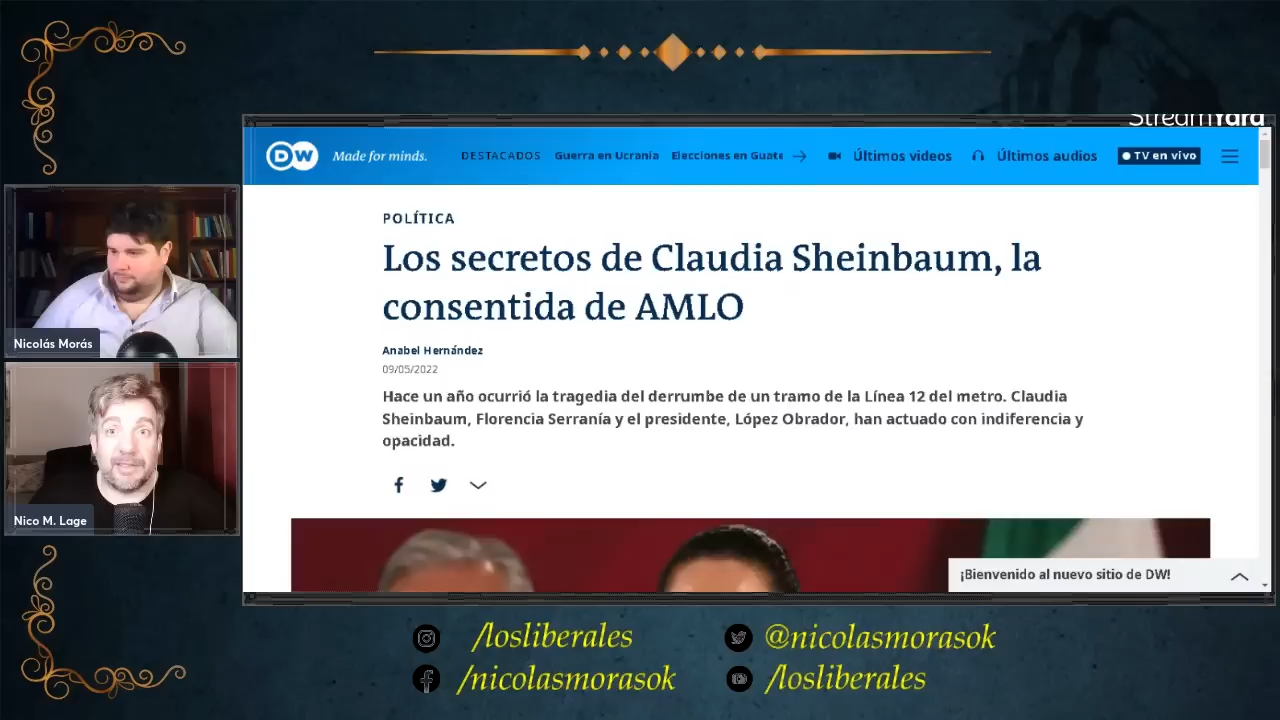 StreamYard
DW Made for minds. DESTACADOS Guerra en Ucrania Elecciones en Guate Últimos videos Últimos audios TV en vivo
POLÍTICA
Los secretos de Claudia Sheinbaum, la
consentida de AMLO
Anabel Hernández
09/05/2022
Hace un año ocurrió la tragedia del derrumbe de un tramo de la Línea 12 del metro. Claudia
Sheinbaum, Florencia Serranía y el presidente, López Obrador, han actuado con indiferencia y
opacidad.
¡Bienvenido al nuevo sitio de DW!
Nicolás Morás
Nico M. Lage
/losliberales
@nicolasmorasok
/nicolasmorasok
/losliberales